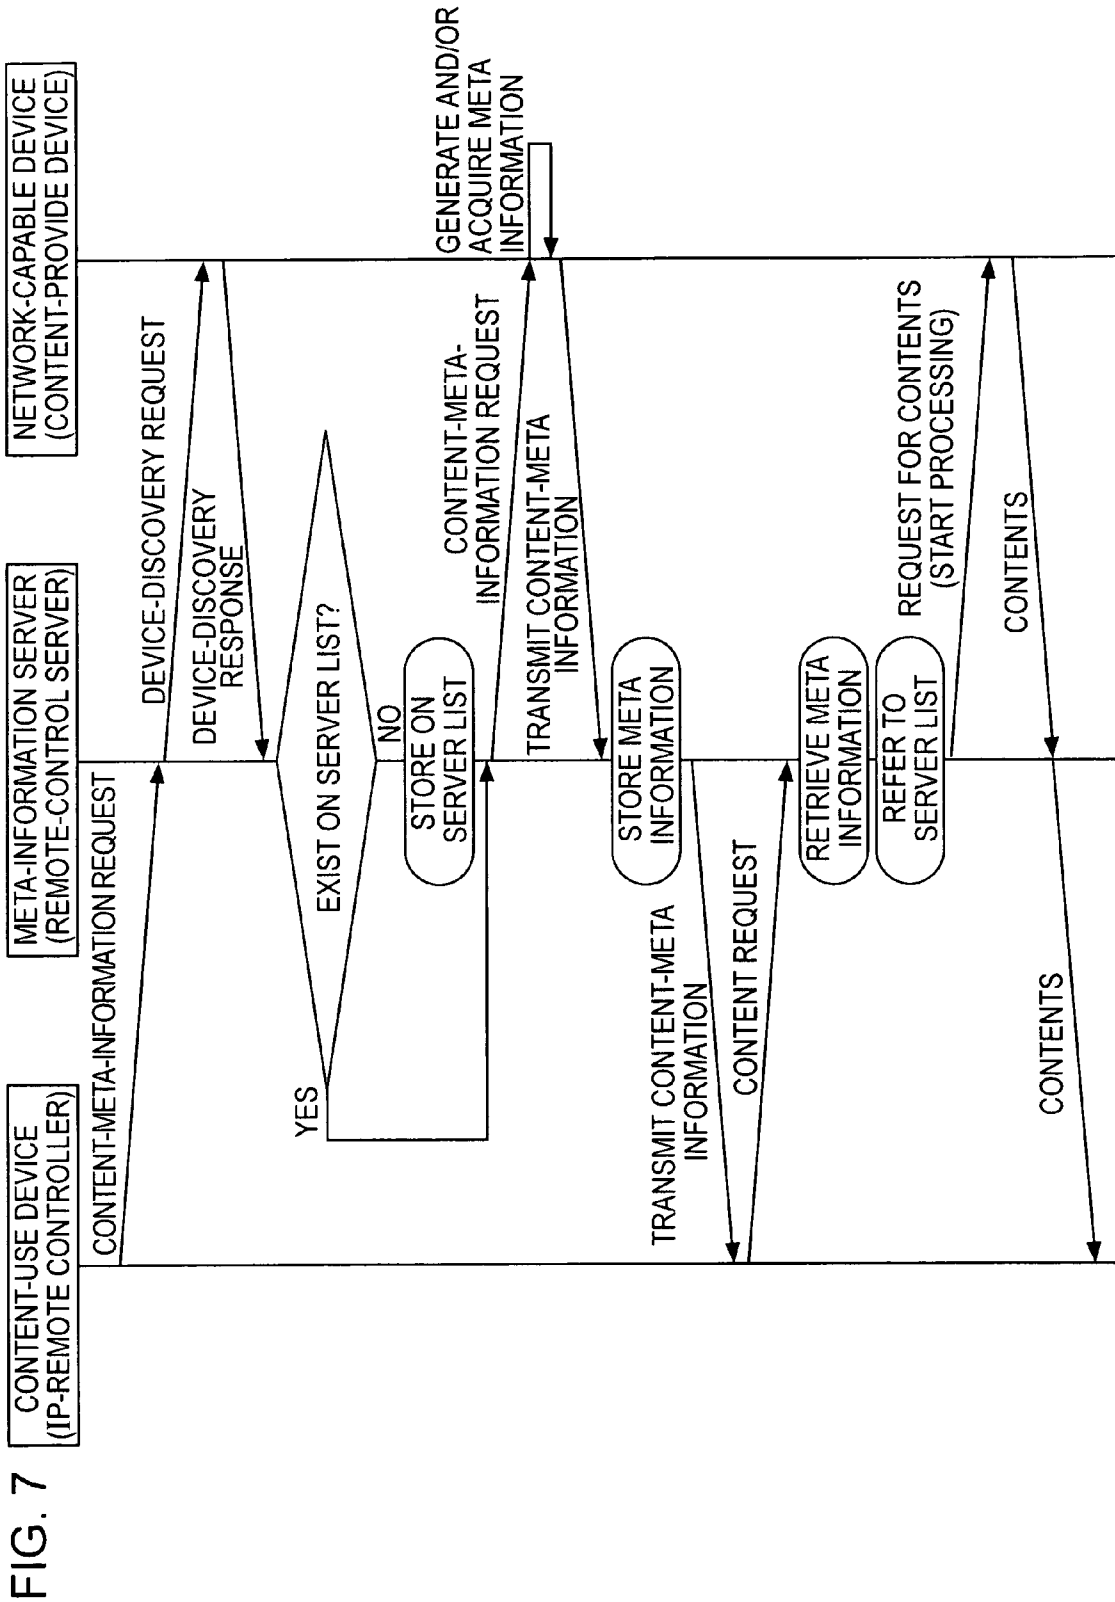 FIG. 7
CONTENT-USE DEVICE
(IP-REMOTE CONTROLLER)
META-INFORMATION SERVER
(REMOTE-CONTROL SERVER)
NETWORK-CAPABLE DEVICE
(CONTENT-PROVIDE DEVICE)
CONTENT-META-INFORMATION REQUEST
DEVICE-DISCOVERY REQUEST
DEVICE-DISCOVERY
RESPONSE
EXIST ON SERVER LIST?
YES
NO
STORE ON
SERVER LIST
CONTENT-META-
INFORMATION REQUEST
GENERATE AND/OR
ACQUIRE META
INFORMATION
TRANSMIT CONTENT-META
INFORMATION
STORE META
INFORMATION
TRANSMIT CONTENT-META
INFORMATION
CONTENT REQUEST
RETRIEVE META
INFORMATION
REFER TO
SERVER LIST
REQUEST FOR CONTENTS
(START PROCESSING)
CONTENTS
CONTENTS